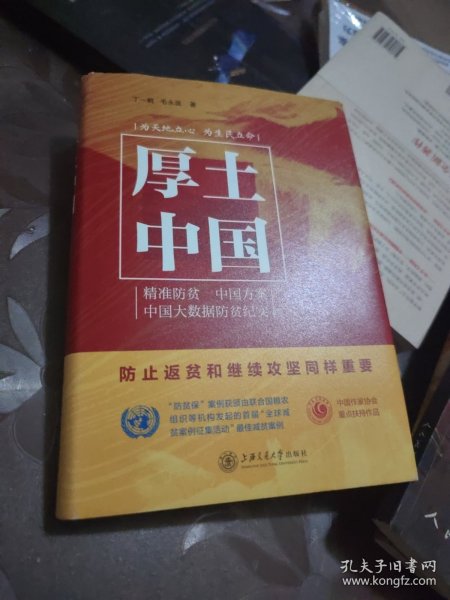 丁一鹤 毛永温 著
为天地立心 为生民立命
厚土
中国
精准防贫 中国方案
中国大数据防贫纪实
防止返贫和继续攻坚同样重要
“防贫保”案例获颁由联合国粮农
组织等机构发起的首届“全球减
贫案例征集活动”最佳减贫案例
中国作家协会
重点扶持作品
上海交通大学出版社
孔夫子旧书网
www.kongfz.com